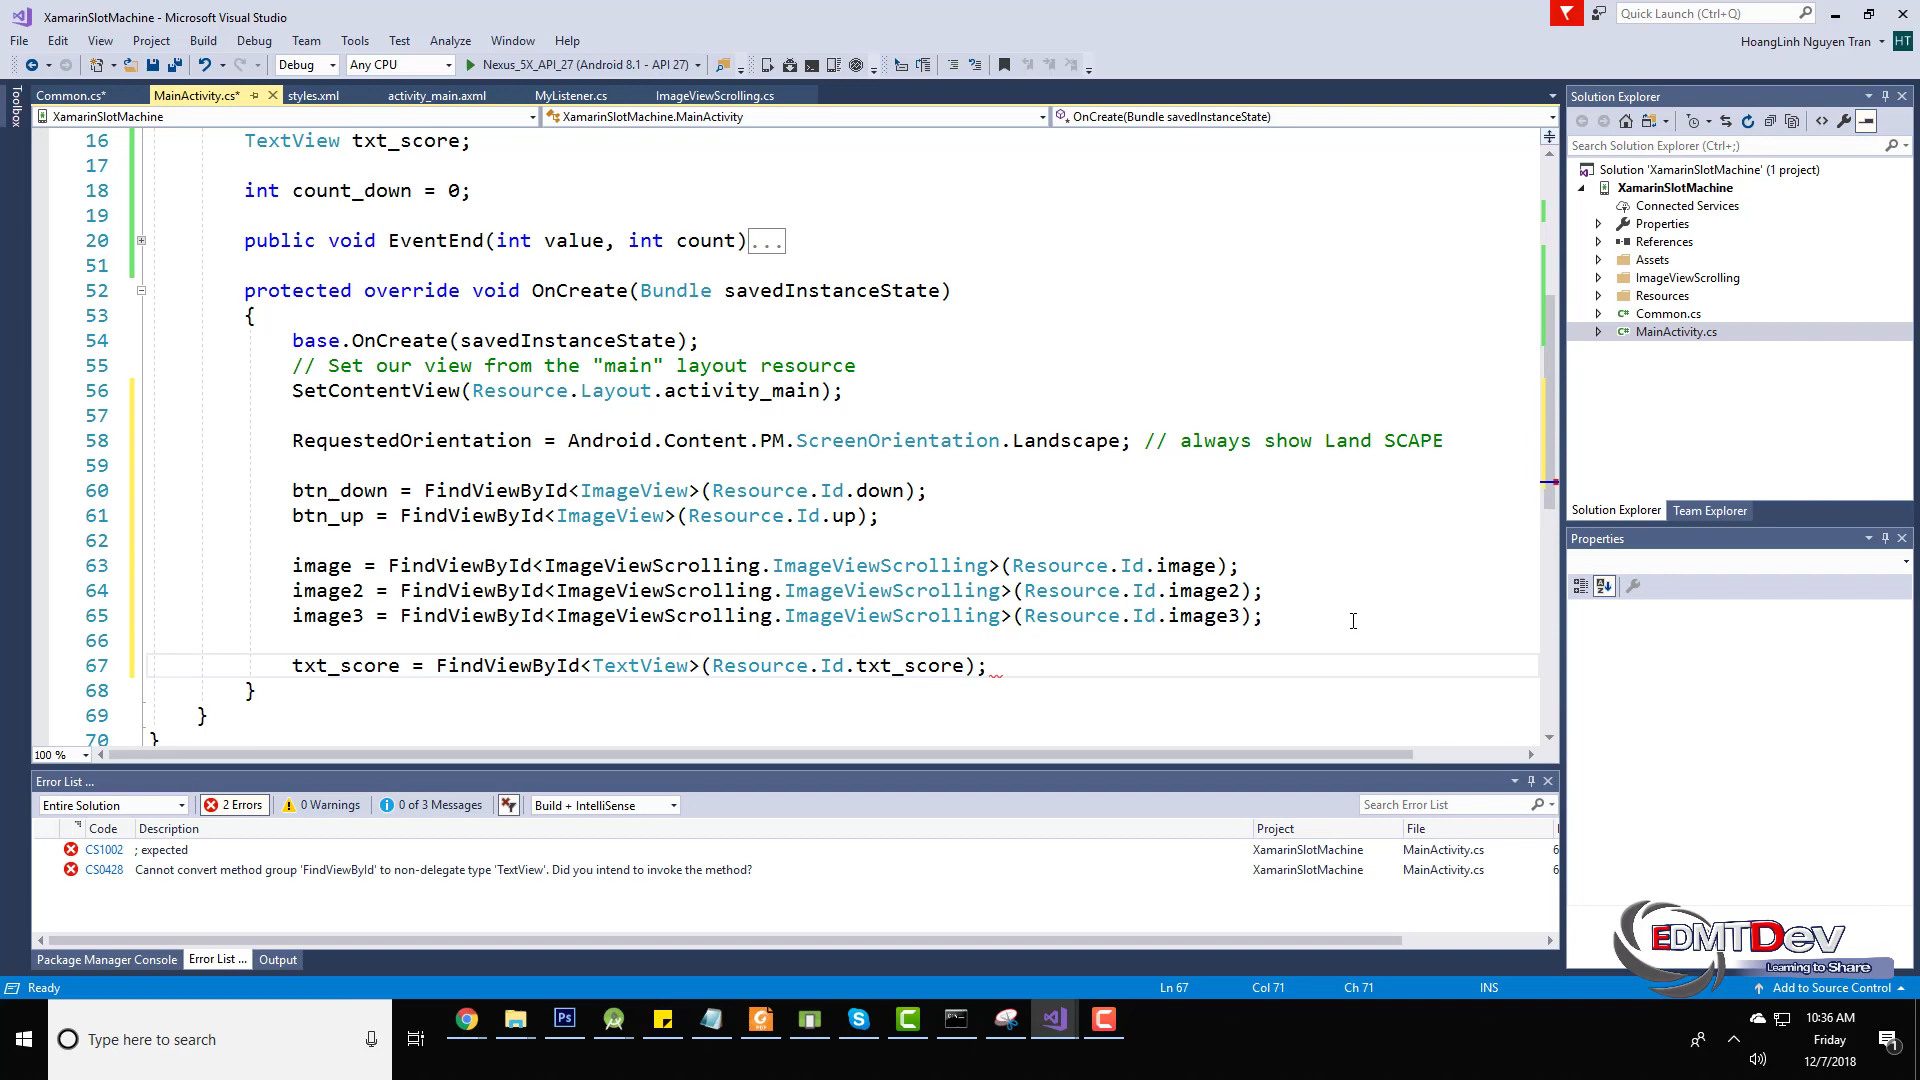 XamarinSlotMachine - Microsoft Visual Studio
Quick Launch (Ctrl+Q)
File Edit View Project Build Debug Team Tools Test Analyze Window Help
HoangLinh Nguyen Tran HT
Debug Any CPU Nexus_5X_API_27 (Android 8.1 - API 27)
Toolbox
Common.cs* MainActivity.cs* styles.xml activity_main.axml MyListener.cs ImageViewScrolling.cs
XamarinSlotMachine XamarinSlotMachine.MainActivity OnCreate(Bundle savedInstanceState)
16 TextView txt_score;
17
18 int count_down = 0;
19
20 public void EventEnd(int value, int count)...
51
52 protected override void OnCreate(Bundle savedInstanceState)
53 {
54 base.OnCreate(savedInstanceState);
55 // Set our view from the "main" layout resource
56 SetContentView(Resource.Layout.activity_main);
57
58 RequestedOrientation = Android.Content.PM.ScreenOrientation.Landscape; // always show Land SCAPE
59
60 btn_down = FindViewById<ImageView>(Resource.Id.down);
61 btn_up = FindViewById<ImageView>(Resource.Id.up);
62
63 image = FindViewById<ImageViewScrolling.ImageViewScrolling>(Resource.Id.image);
64 image2 = FindViewById<ImageViewScrolling.ImageViewScrolling>(Resource.Id.image2);
65 image3 = FindViewById<ImageViewScrolling.ImageViewScrolling>(Resource.Id.image3);
66
67 txt_score = FindViewById<TextView>(Resource.Id.txt_score);
68 }
69 }
70 }
100 %
Solution Explorer
Search Solution Explorer (Ctrl+;)
Solution 'XamarinSlotMachine' (1 project)
XamarinSlotMachine
Connected Services
Properties
References
Assets
ImageViewScrolling
Resources
C# Common.cs
C# MainActivity.cs
Solution Explorer Team Explorer
Properties
Error List ...
Entire Solution 2 Errors 0 Warnings 0 of 3 Messages Build + IntelliSense Search Error List
Code Description Project File
CS1002 ; expected XamarinSlotMachine MainActivity.cs 6
CS0428 Cannot convert method group 'FindViewById' to non-delegate type 'TextView'. Did you intend to invoke the method? XamarinSlotMachine MainActivity.cs 6
Package Manager Console Error List ... Output
EDMTDev
Learning to Share
Ready Ln 67 Col 71 Ch 71 INS Add to Source Control
Type here to search
Ps
10:36 AM
Friday
12/7/2018
1